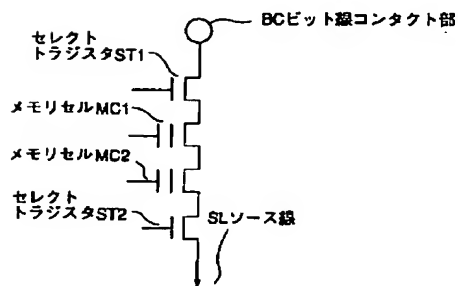 BCビット線コンタクト部
セレクト
トラジスタST1
メモリセルMC1
メモリセルMC2
セレクト
トラジスタST2
SLソース線